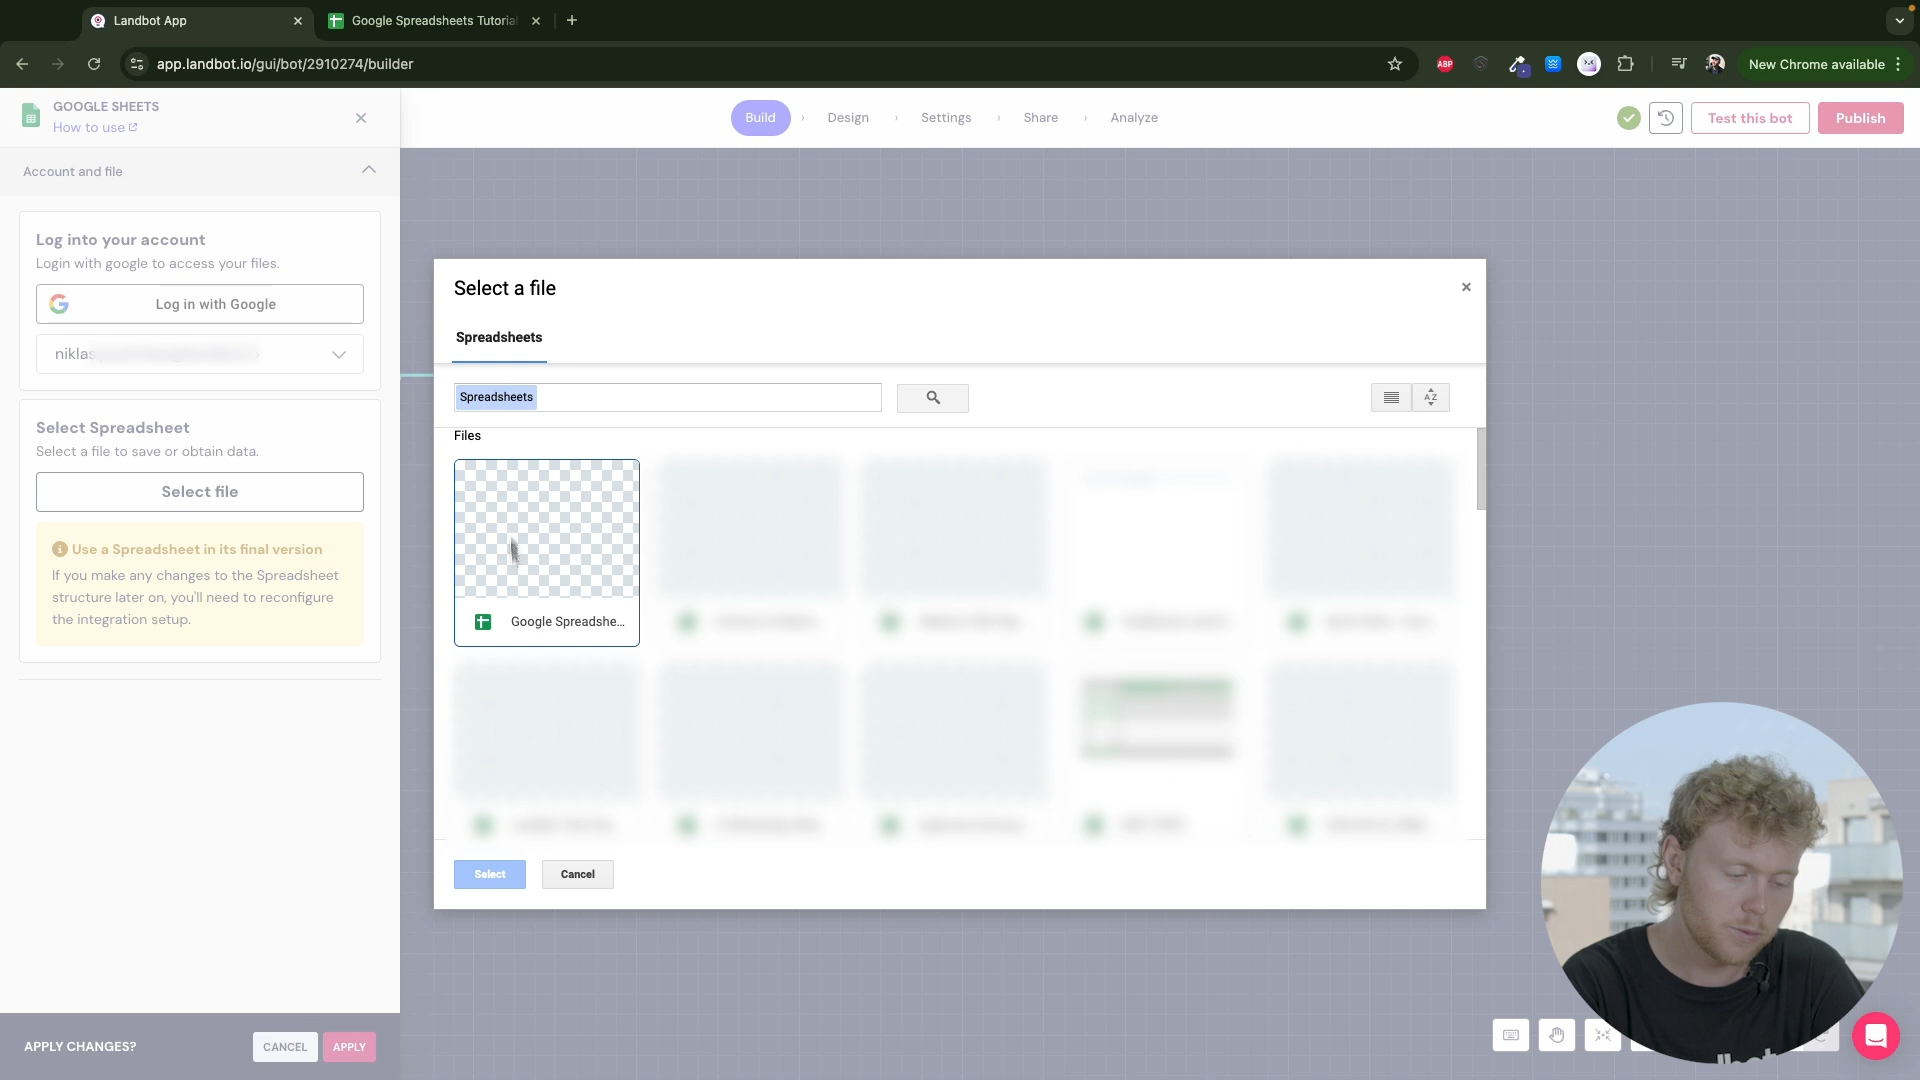 Landbot App
Google Spreadsheets Tutorial
app.landbot.io/gui/bot/2910274/builder
ABP
New Chrome available
GOOGLE SHEETS
How to use
Build
Design
Settings
Share
Analyze
Test this bot
Publish
Account and file
Log into your account
Login with google to access your files.
Log in with Google
niklas
Select Spreadsheet
Select a file to save or obtain data.
Select file
Use a Spreadsheet in its final version
If you make any changes to the Spreadsheet
structure later on, you'll need to reconfigure
the integration setup.
Select a file
Spreadsheets
Spreadsheets
AZ
Files
Google Spreadshe...
Select
Cancel
APPLY CHANGES?
CANCEL
APPLY